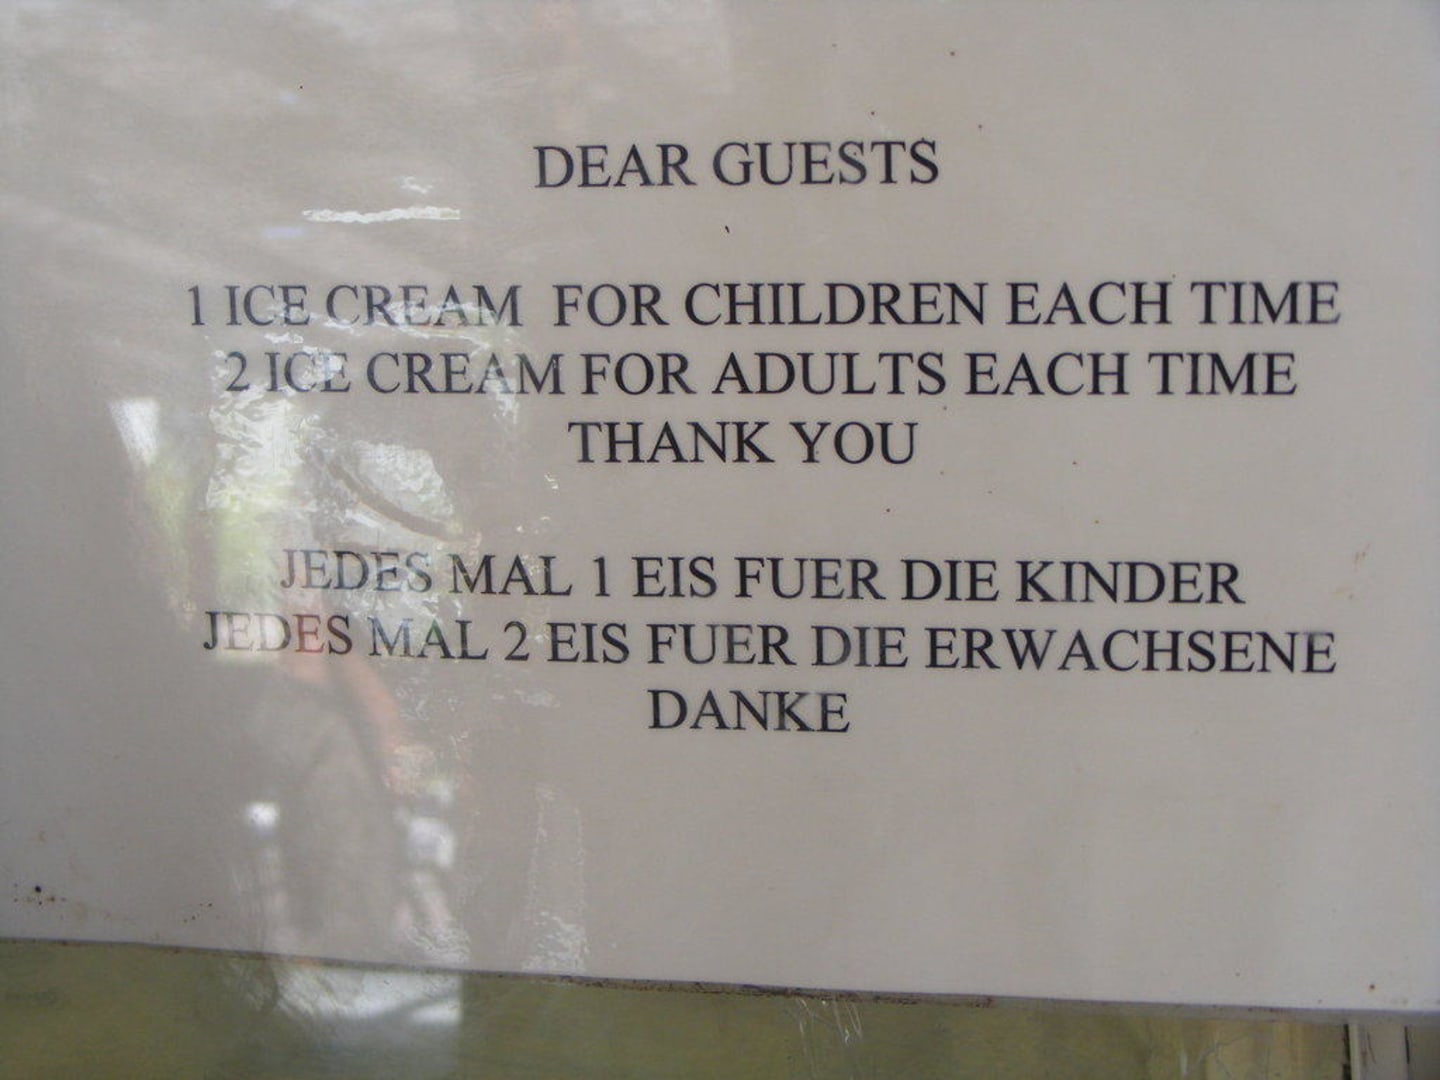 DEAR GUESTS
1 ICE CREAM FOR CHILDREN EACH TIME
2 ICE CREAM FOR ADULTS EACH TIME
THANK YOU
JEDES MAL 1 EIS FUER DIE KINDER
JEDES MAL 2 EIS FUER DIE ERWACHSENE
DANKE